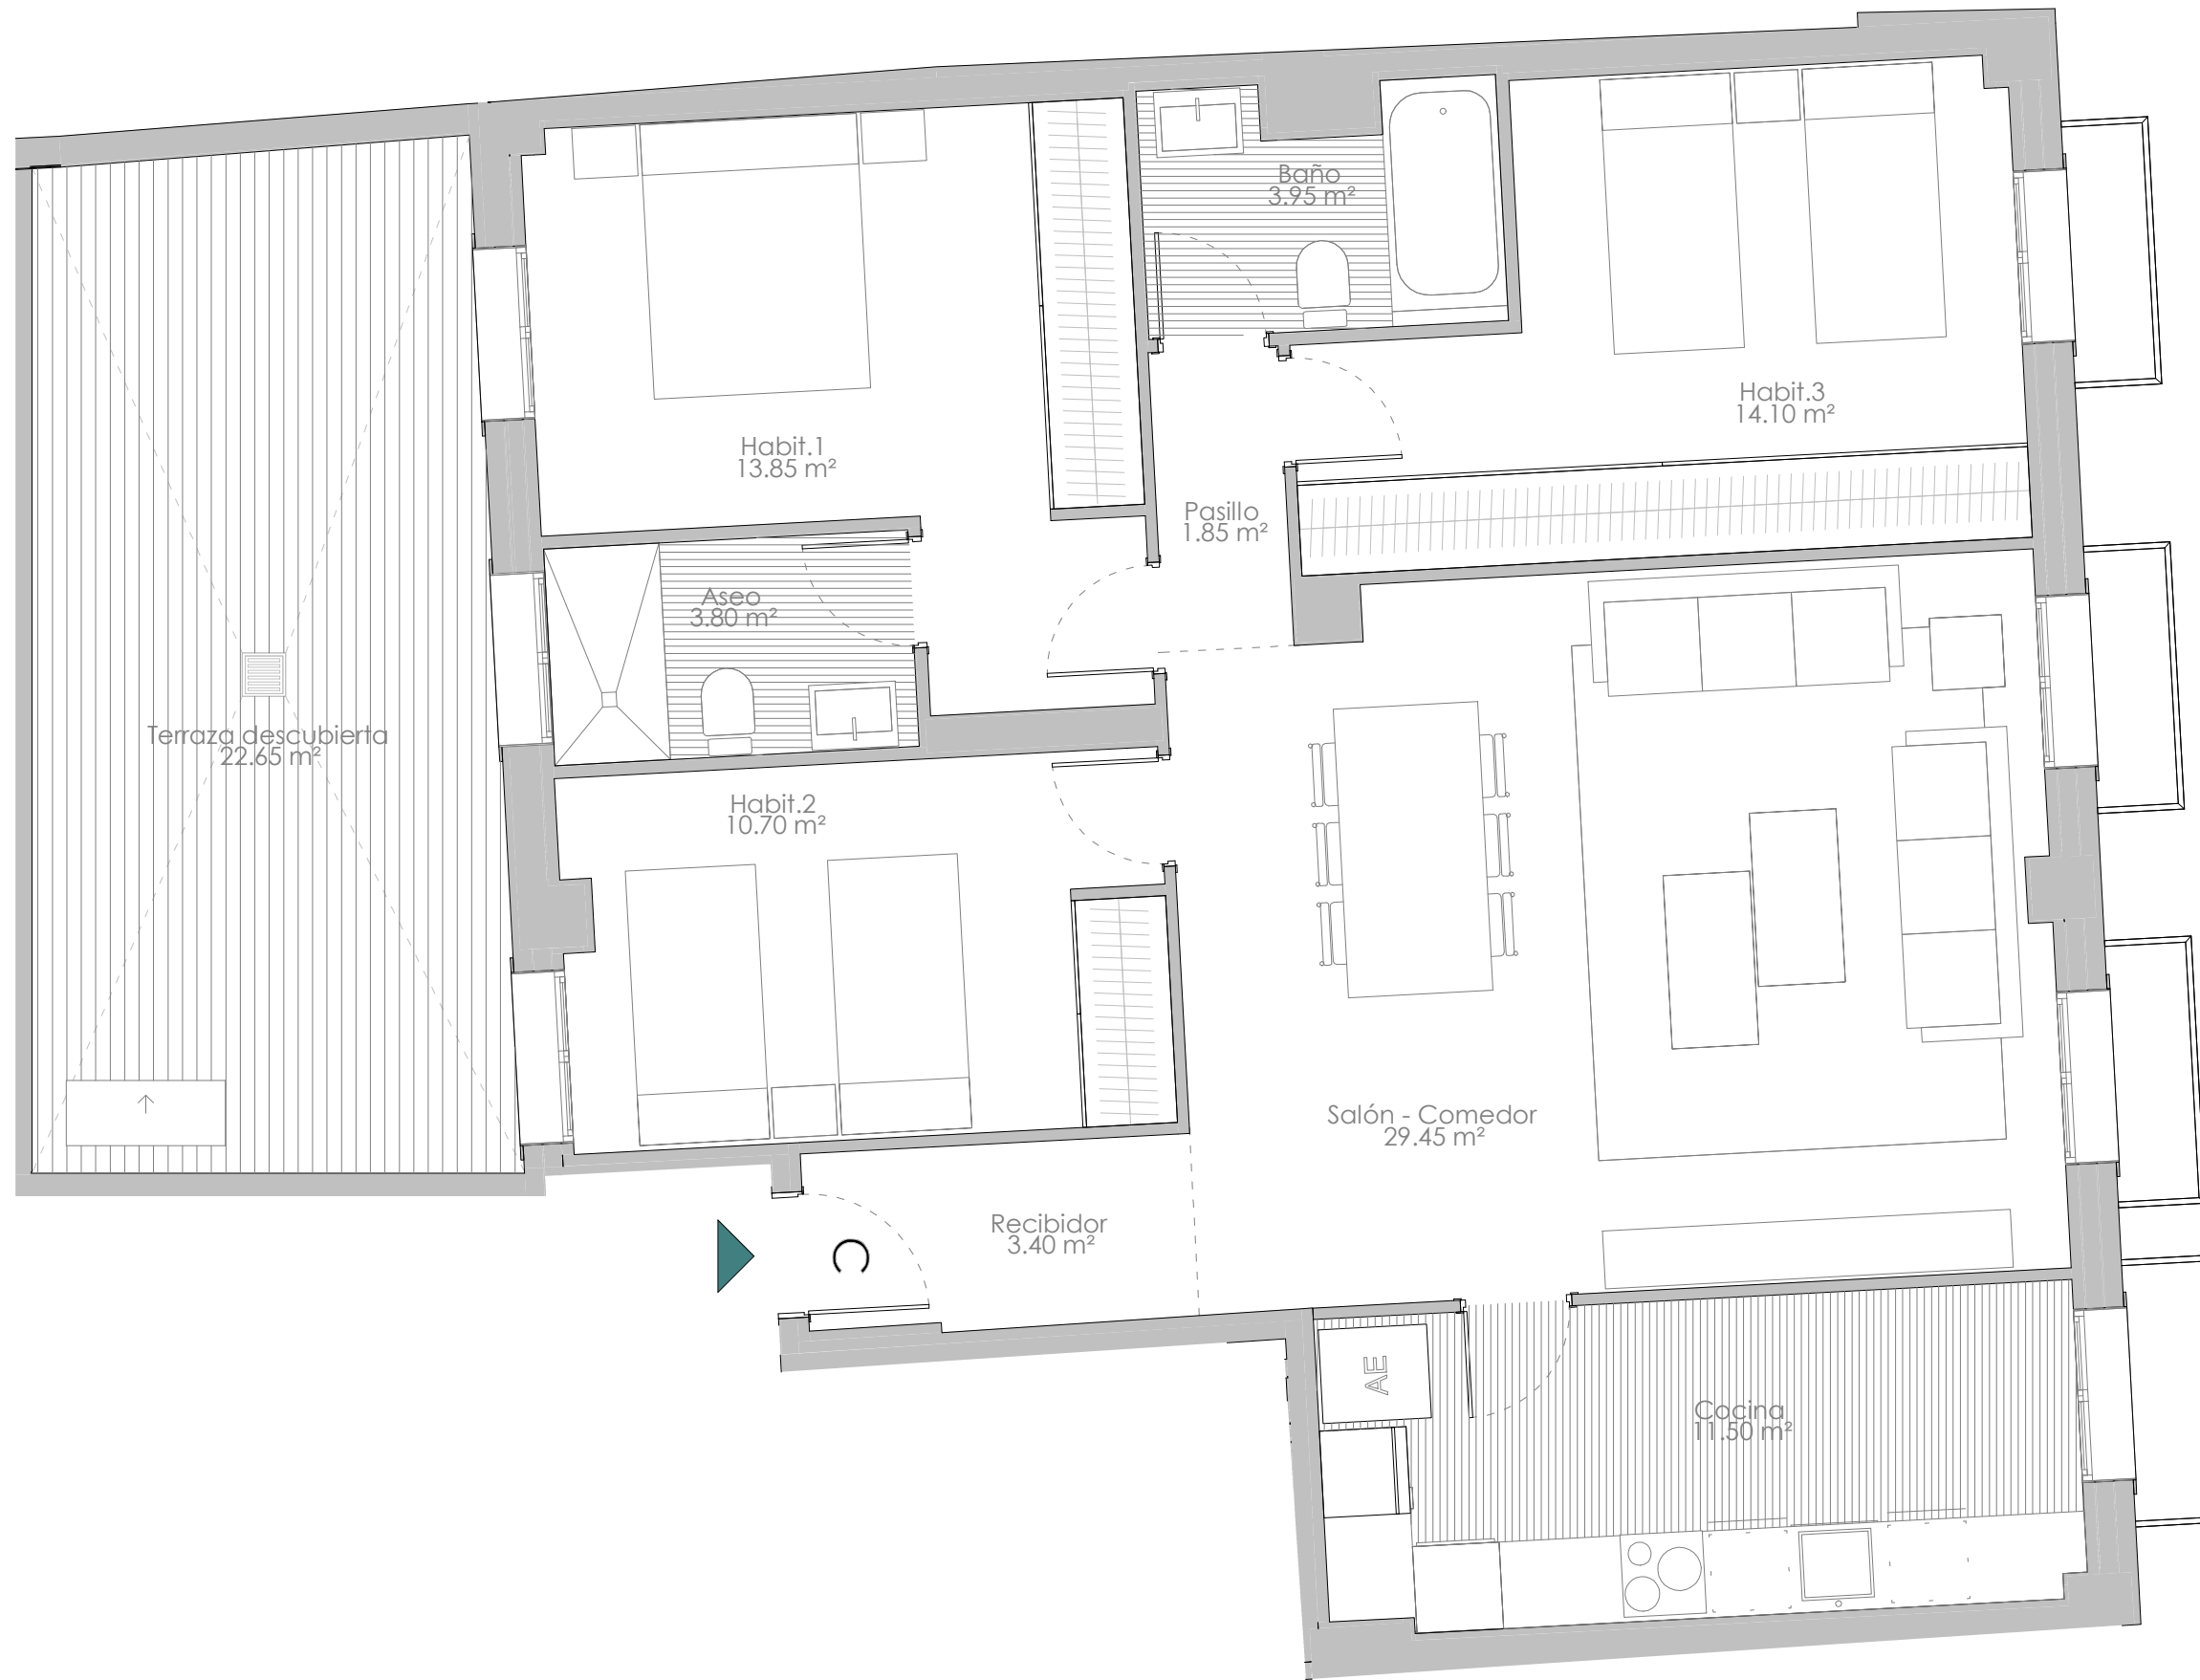 Baño
3.95 m²
Habit.3
14.10 m²
Habit.1
13.85 m²
Pasillo
1.85 m²
Aseo
3.80 m²
Terraza descubierta
22.65 m²
Habit.2
10.70 m²
Salón - Comedor
29.45 m²
Recibidor
3.40 m²
C
AE
Cocina
11.50 m²